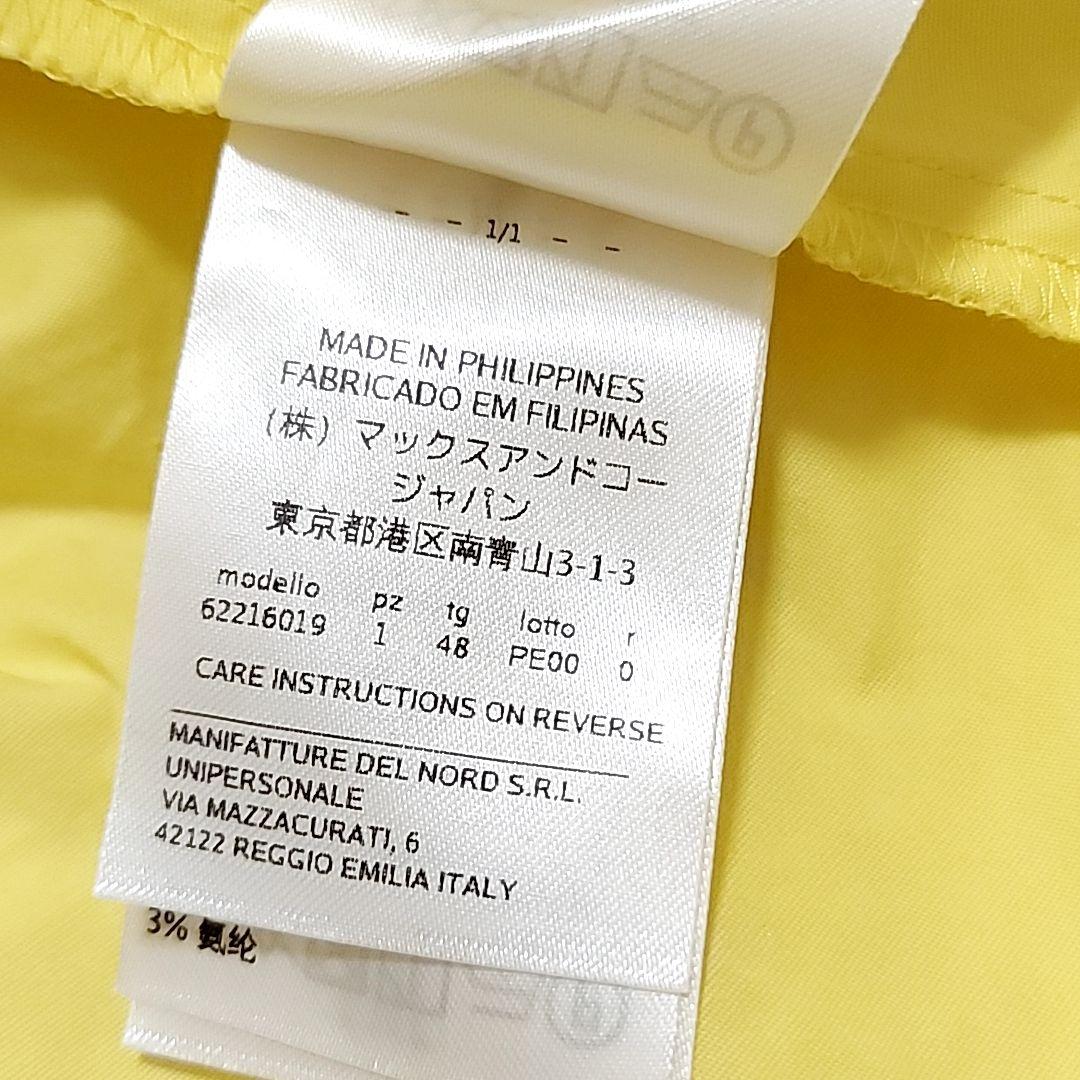 - - 1/1 - -
MADE IN PHILIPPINES
FABRICADO EM FILIPINAS
(株) マックスアンドコー
ジャパン
東京都港区南青山3-1-3
modello pz tg lotto r
62216019 1 48 PE00 0
CARE INSTRUCTIONS ON REVERSE
MANIFATTURE DEL NORD S.R.L.
UNIPERSONALE
VIA MAZZACURATI, 6
42122 REGGIO EMILIA ITALY
3% 氨纶